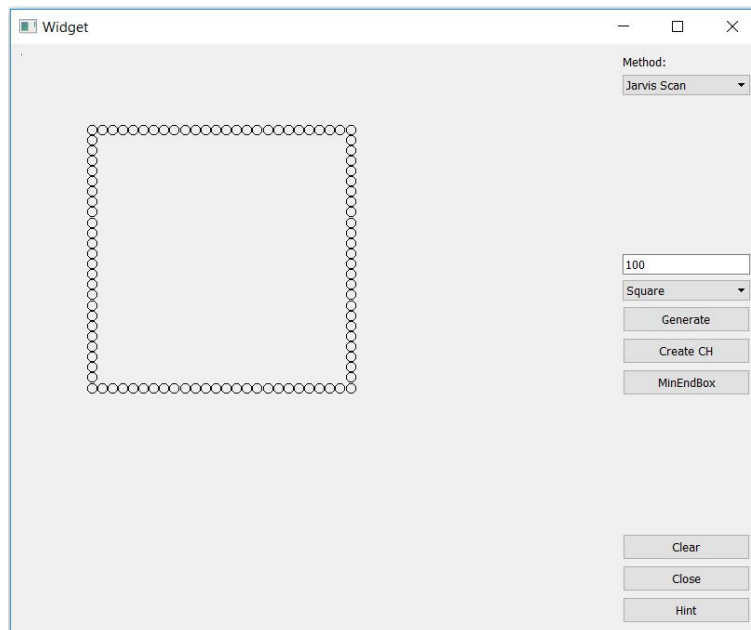 Widget
Method:
Jarvis Scan
100
Square
Generate
Create CH
MinEndBox
Clear
Close
Hint